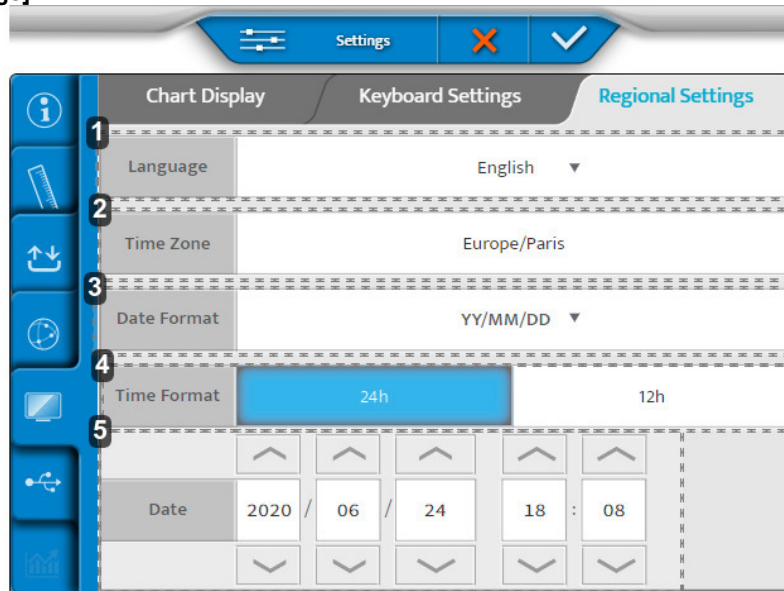 Settings
Chart Display Keyboard Settings Regional Settings
1
Language English
2
Time Zone Europe/Paris
3
Date Format YY/MM/DD
4
Time Format 24h 12h
5
Date 2020 / 06 / 24 18 : 08